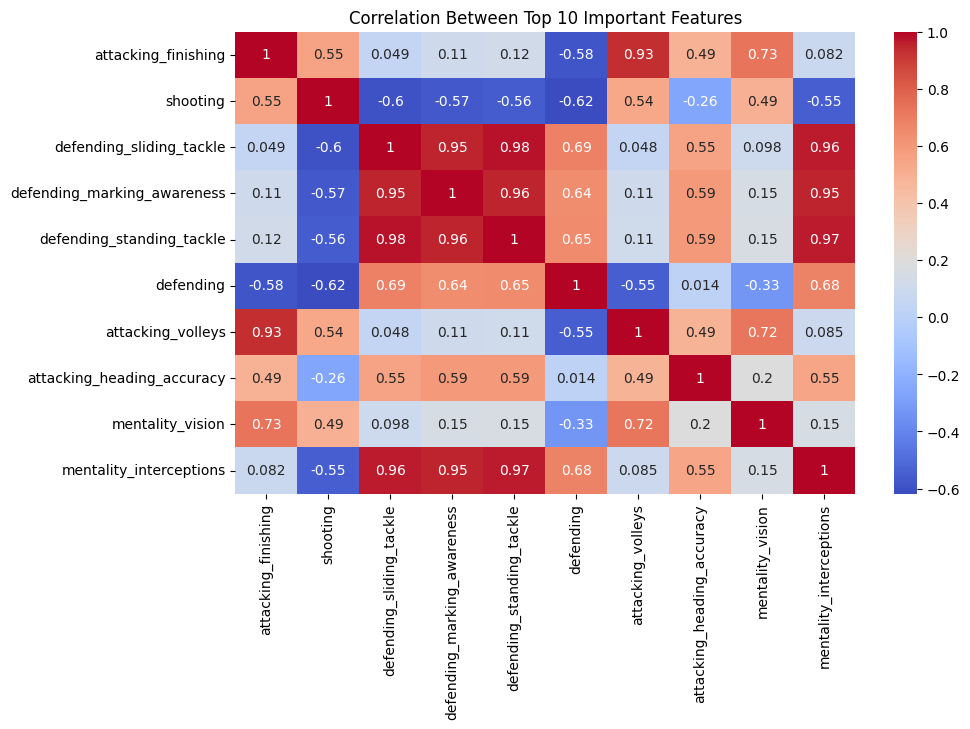 Correlation Between Top 10 Important Features
attacking_finishing 1 0.55 0.049 0.11 0.12 -0.58 0.93 0.49 0.73 0.082
shooting 0.55 1 -0.6 -0.57 -0.56 -0.62 0.54 -0.26 0.49 -0.55
defending_sliding_tackle 0.049 -0.6 1 0.95 0.98 0.69 0.048 0.55 0.098 0.96
defending_marking_awareness 0.11 -0.57 0.95 1 0.96 0.64 0.11 0.59 0.15 0.95
defending_standing_tackle 0.12 -0.56 0.98 0.96 1 0.65 0.11 0.59 0.15 0.97
defending -0.58 -0.62 0.69 0.64 0.65 1 -0.55 0.014 -0.33 0.68
attacking_volleys 0.93 0.54 0.048 0.11 0.11 -0.55 1 0.49 0.72 0.085
attacking_heading_accuracy 0.49 -0.26 0.55 0.59 0.59 0.014 0.49 1 0.2 0.55
mentality_vision 0.73 0.49 0.098 0.15 0.15 -0.33 0.72 0.2 1 0.15
mentality_interceptions 0.082 -0.55 0.96 0.95 0.97 0.68 0.085 0.55 0.15 1
attacking_finishing
shooting
defending_sliding_tackle
defending_marking_awareness
defending_standing_tackle
defending
attacking_volleys
attacking_heading_accuracy
mentality_vision
mentality_interceptions
1.0
0.8
0.6
0.4
0.2
0.0
−0.2
−0.4
−0.6